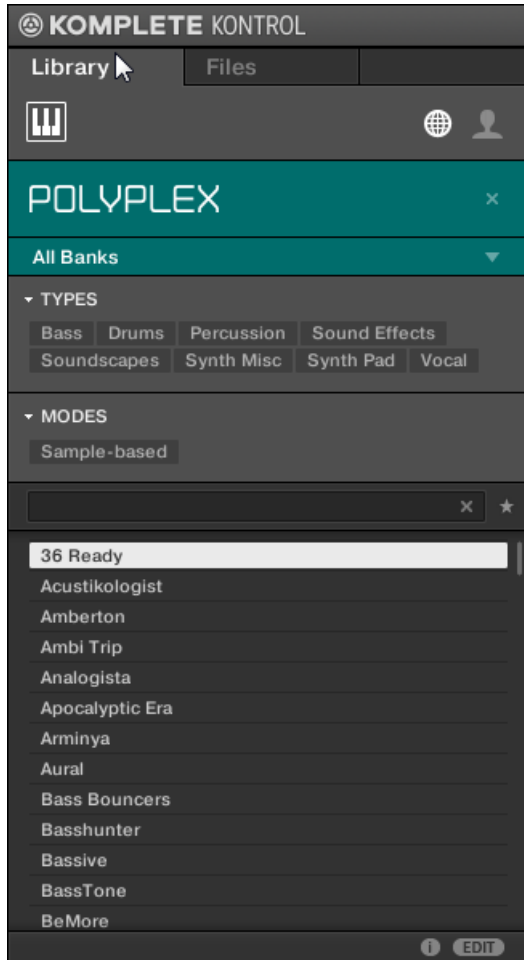 KOMPLETE KONTROL
Library Files
POLYPLEX
All Banks
TYPES
Bass Drums Percussion Sound Effects
Soundscapes Synth Misc Synth Pad Vocal
MODES
Sample-based
36 Ready
Acustikologist
Amberton
Ambi Trip
Analogista
Apocalyptic Era
Arminya
Aural
Bass Bouncers
Basshunter
Bassive
BassTone
BeMore
i EDIT